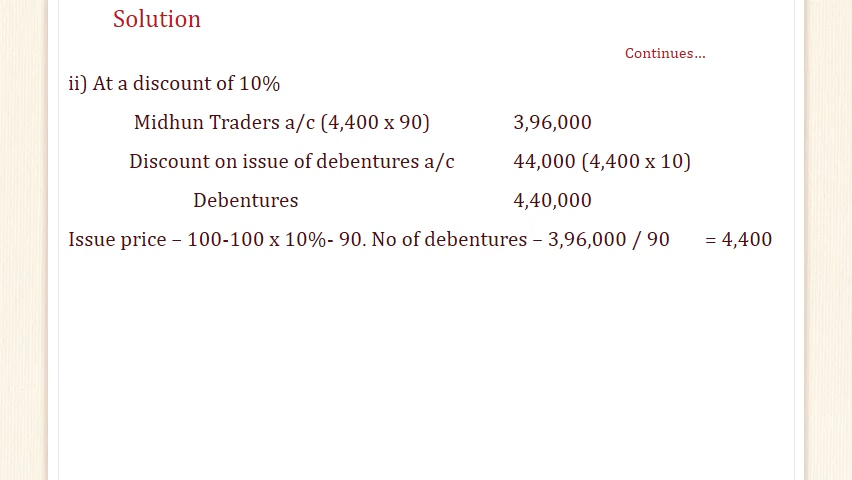 Solution
Continues...
ii) At a discount of 10%
Midhun Traders a/c (4,400 x 90) 3,96,000
Discount on issue of debentures a/c 44,000 (4,400 x 10)
Debentures 4,40,000
Issue price – 100-100 x 10%- 90. No of debentures – 3,96,000 / 90 = 4,400